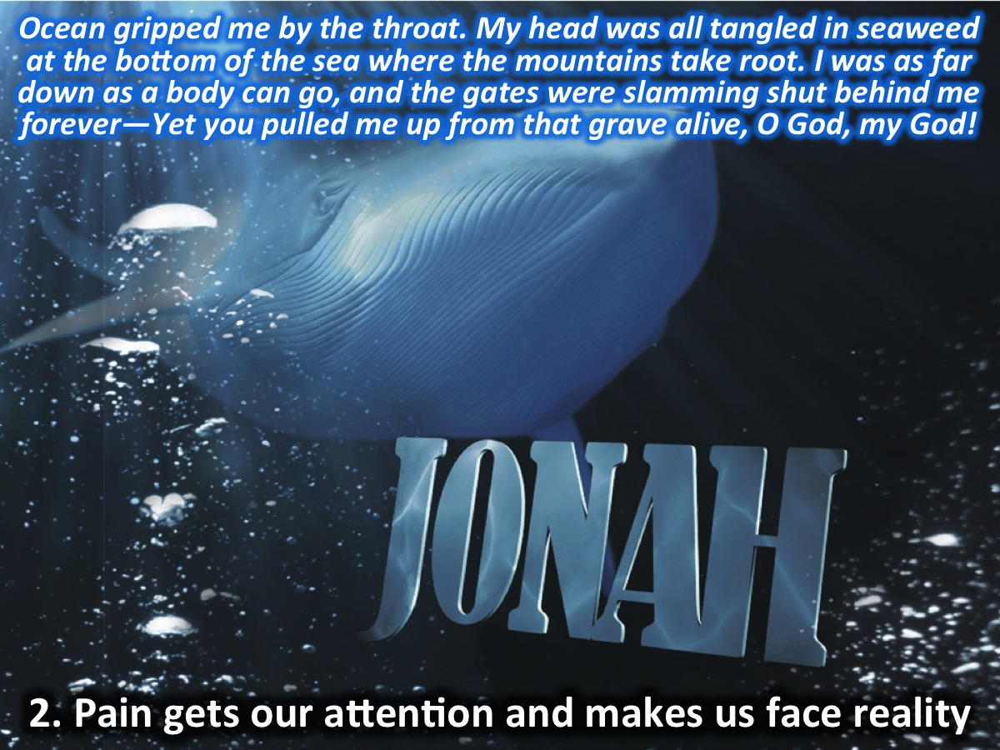 Ocean gripped me by the throat. My head was all tangled in seaweed
at the bottom of the sea where the mountains take root. I was as far
down as a body can go, and the gates were slamming shut behind me
forever—Yet you pulled me up from that grave alive, O God, my God!
JONAH
2. Pain gets our attention and makes us face reality